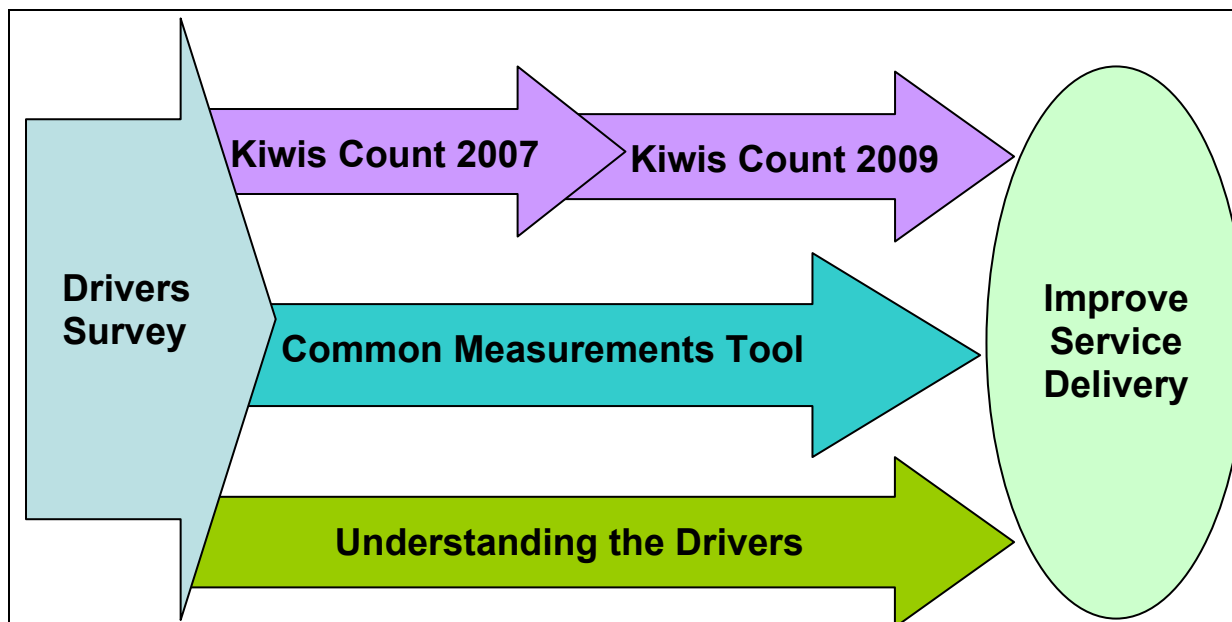 Kiwis Count 2007
Kiwis Count 2009
Drivers
Survey
Common Measurements Tool
Improve
Service
Delivery
Understanding the Drivers